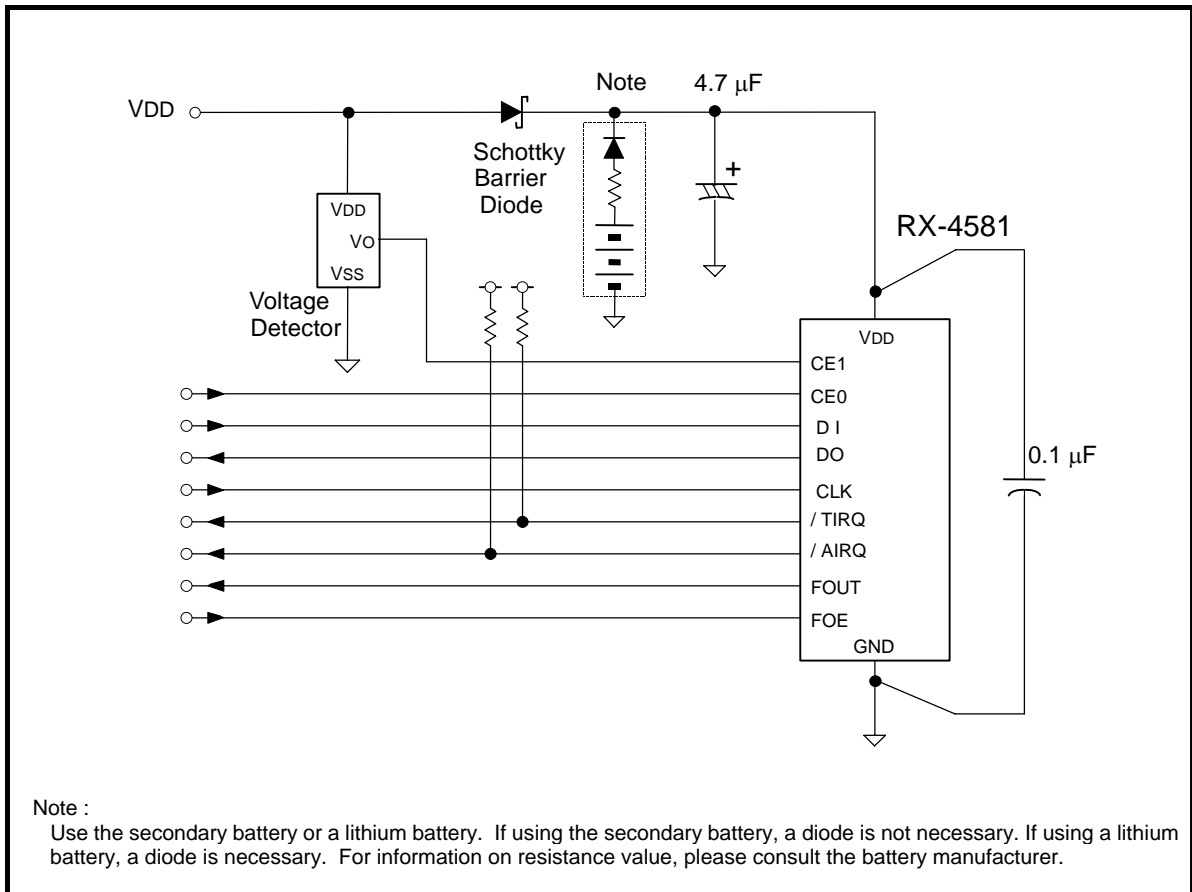 Note
4.7 µF
VDD
Schottky
Barrier
Diode
+
VDD
VO
VSS
Voltage
Detector
RX-4581
VDD
CE1
CE0
D I
DO
CLK
/ TIRQ
/ AIRQ
FOUT
FOE
GND
0.1 µF
Note :
Use the secondary battery or a lithium battery.  If using the secondary battery, a diode is not necessary. If using a lithium
battery, a diode is necessary.  For information on resistance value, please consult the battery manufacturer.